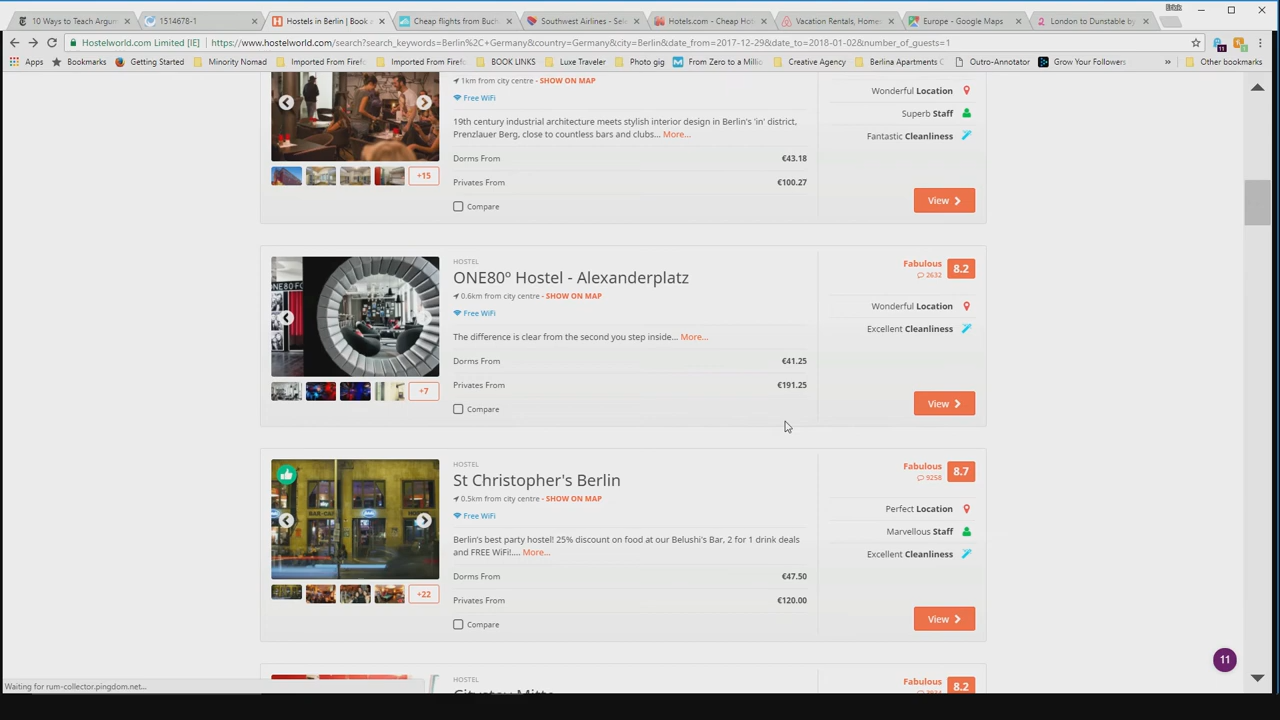 10 Ways to Teach Argum
1514678-1
Hostels in Berlin | Book
Cheap flights from Buch
Southwest Airlines - Sele
Hotels.com - Cheap Hot
Vacation Rentals, Homes
Europe - Google Maps
London to Dunstable by
Hostelworld.com Limited [IE] https://www.hostelworld.com/search?search_keywords=Berlin%2C+Germany&country=Germany&city=Berlin&date_from=2017-12-29&date_to=2018-01-02&number_of_guests=1
Apps Bookmarks Getting Started Minority Nomad Imported From Firefo Imported From Firefo BOOK LINKS Luxe Traveler Photo gig From Zero to a Millio Creative Agency Berlina Apartments C Outro-Annotator Grow Your Followers » Other bookmarks
1km from city centre - SHOW ON MAP
Free WiFi
19th century industrial architecture meets stylish interior design in Berlin's 'in' district,
Prenzlauer Berg, close to countless bars and clubs... More...
Dorms From €43.18
Privates From €100.27
Compare
+15
Wonderful Location
Superb Staff
Fantastic Cleanliness
View
HOSTEL
ONE80º Hostel - Alexanderplatz
0.6km from city centre - SHOW ON MAP
Free WiFi
The difference is clear from the second you step inside... More...
Dorms From €41.25
Privates From €191.25
Compare
+7
Fabulous 8.2
2632
Wonderful Location
Excellent Cleanliness
View
HOSTEL
St Christopher's Berlin
0.5km from city centre - SHOW ON MAP
Free WiFi
Berlin's best party hostel! 25% discount on food at our Belushi's Bar, 2 for 1 drink deals
and FREE WiFi!.... More...
Dorms From €47.50
Privates From €120.00
Compare
+22
Fabulous 8.7
9258
Perfect Location
Marvellous Staff
Excellent Cleanliness
View
11
HOSTEL
Fabulous 8.2
Waiting for rum-collector.pingdom.net...